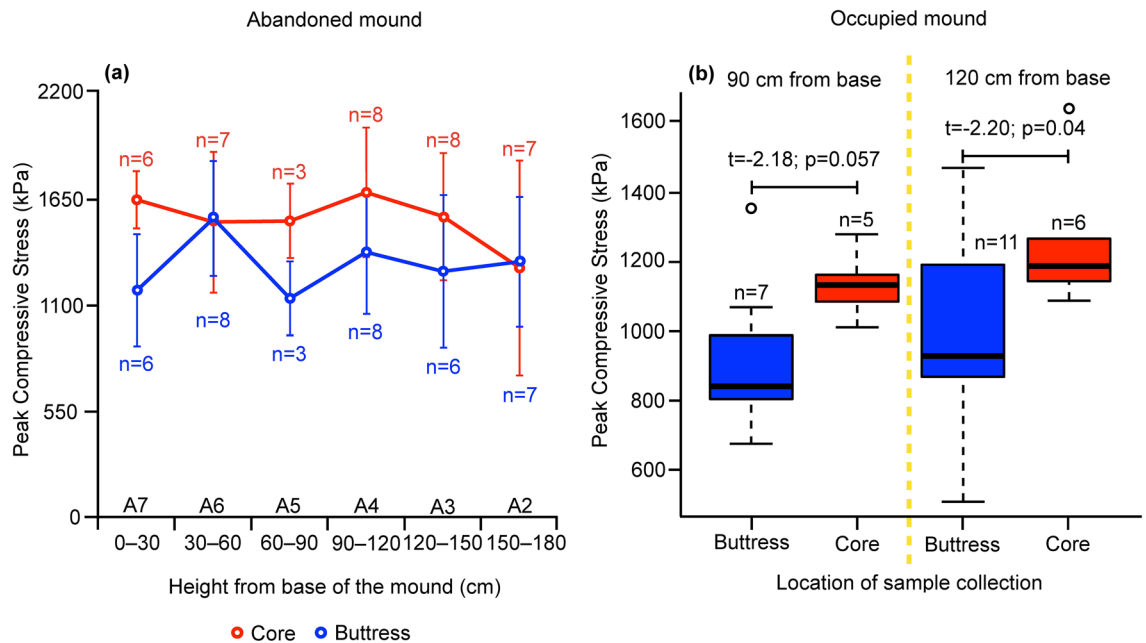 Abandoned mound
(a)
Peak Compressive Stress (kPa)
2200
1650
1100
550
0
n=6
n=7
n=3
n=8
n=8
n=7
n=6
n=8
n=3
n=8
n=6
n=7
A7
A6
A5
A4
A3
A2
0–30
30–60
60–90
90–120
120–150
150–180
Height from base of the mound (cm)
Core
Buttress
Occupied mound
(b)
90 cm from base
120 cm from base
Peak Compressive Stress (kPa)
1600
1400
1200
1000
800
600
t=-2.18; p=0.057
t=-2.20; p=0.04
n=7
n=5
n=11
n=6
Buttress
Core
Buttress
Core
Location of sample collection